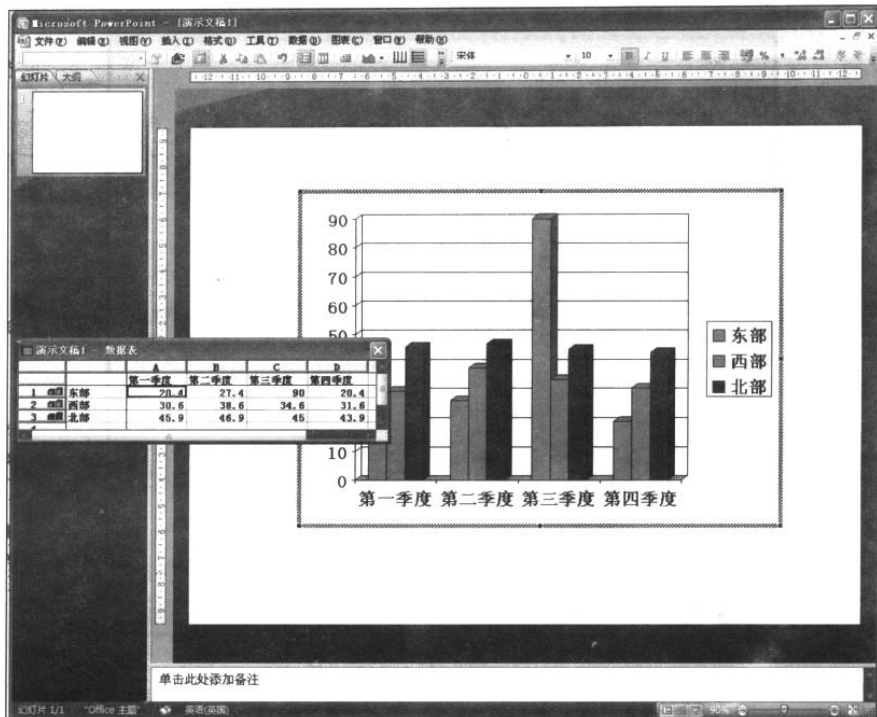 Microsoft PowerPoint - [演示文稿1]
文件(F) 编辑(E) 视图(V) 插入(I) 格式(O) 工具(T) 数据(D) 图表(C) 窗口(W) 帮助(H)
宋体 10 B I U
幻灯片 大纲
90
80
70
60
50
10
0
第一季度 第二季度 第三季度 第四季度
东部
西部
北部
演示文稿1 - 数据表
A B C D
第一季度 第二季度 第三季度 第四季度
1 东部 20.4 27.4 90 20.4
2 西部 30.6 38.6 34.6 31.6
3 北部 45.9 46.9 45 43.9
单击此处添加备注
幻灯片 1/1 "Office 主题" 英语(英国) 90%